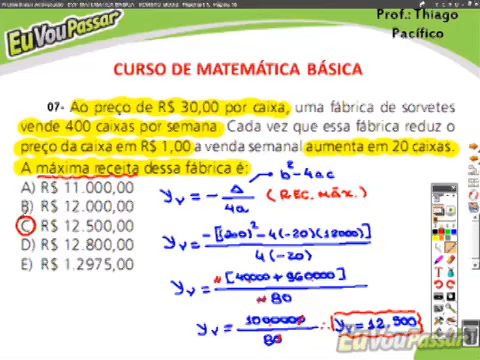 Prof.: Thiago
Pacífico
EuVouPassar
CURSO DE MATEMÁTICA BÁSICA
07- Ao preço de R$ 30,00 por caixa, uma fábrica de sorvetes
vende 400 caixas por semana. Cada vez que essa fábrica reduz o
preço da caixa em R$ 1,00 a venda semanal aumenta em 20 caixas.
A máxima receita dessa fábrica é:
A) R$ 11.000,00
B) R$ 12.000,00
C) R$ 12.500,00
D) R$ 12.800,00
E) R$ 1.2975,00
b² - 4ac
Yv = - Δ / 4a (REC. MÁX.)
Yv = -[(200)² - 4(-20)(12000)] / 4(-20)
Yv = -[40000 + 960000] / -80
Yv = 1000000 / 80 ∴ Yv = 12.500
EuVouPassar